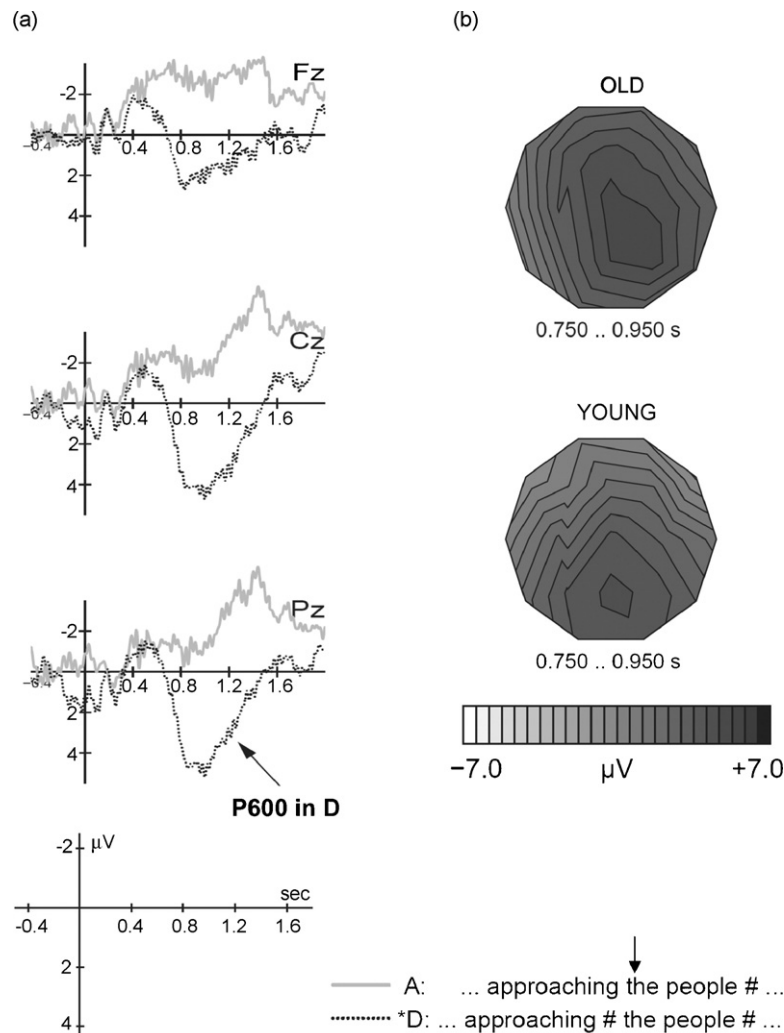 (a)
Fz
-2
-0.4
0.4 0.8 1.2 1.6
2
4
Cz
-2
-0.4
0.4 0.8 1.2 1.6
2
4
Pz
-2
-0.4
0.4 0.8 1.2 1.6
2
4
P600 in D
-2 µV
sec
-0.4 0.4 0.8 1.2 1.6
2
4
(b)
OLD
0.750 .. 0.950 s
YOUNG
0.750 .. 0.950 s
−7.0 µV +7.0
A: ... approaching the people # ...
*D: ... approaching # the people # ...